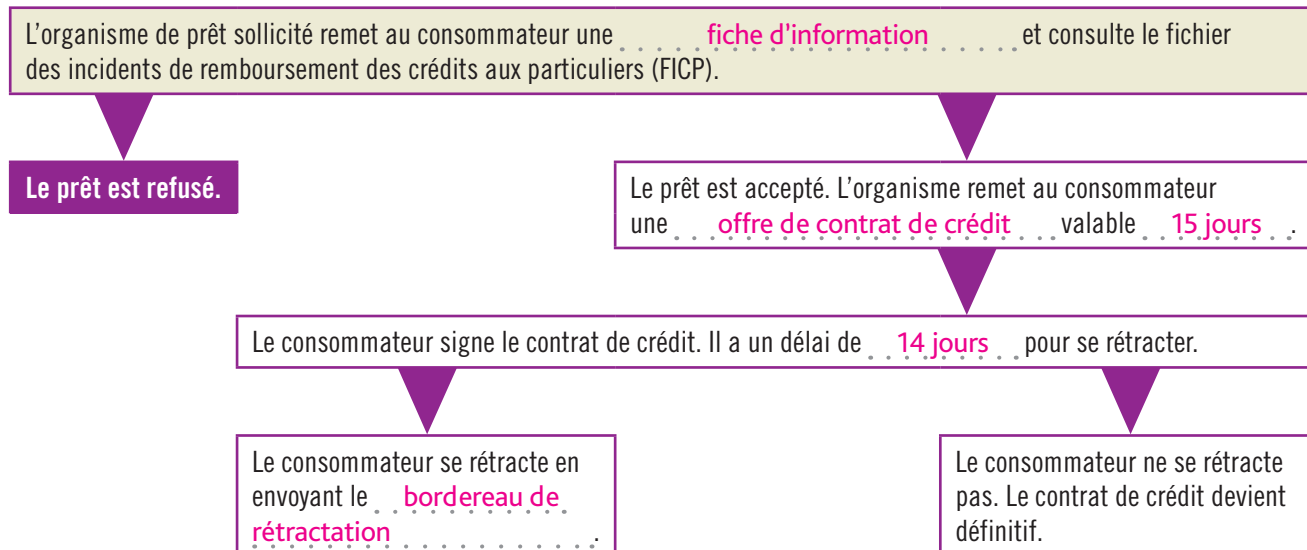 L'organisme de prêt sollicité remet au consommateur une fiche d'information et consulte le fichier
des incidents de remboursement des crédits aux particuliers (FICP).
Le prêt est refusé.
Le prêt est accepté. L'organisme remet au consommateur
une offre de contrat de crédit valable 15 jours.
Le consommateur signe le contrat de crédit. Il a un délai de 14 jours pour se rétracter.
Le consommateur se rétracte en
envoyant le bordereau de
rétractation.
Le consommateur ne se rétracte
pas. Le contrat de crédit devient
définitif.